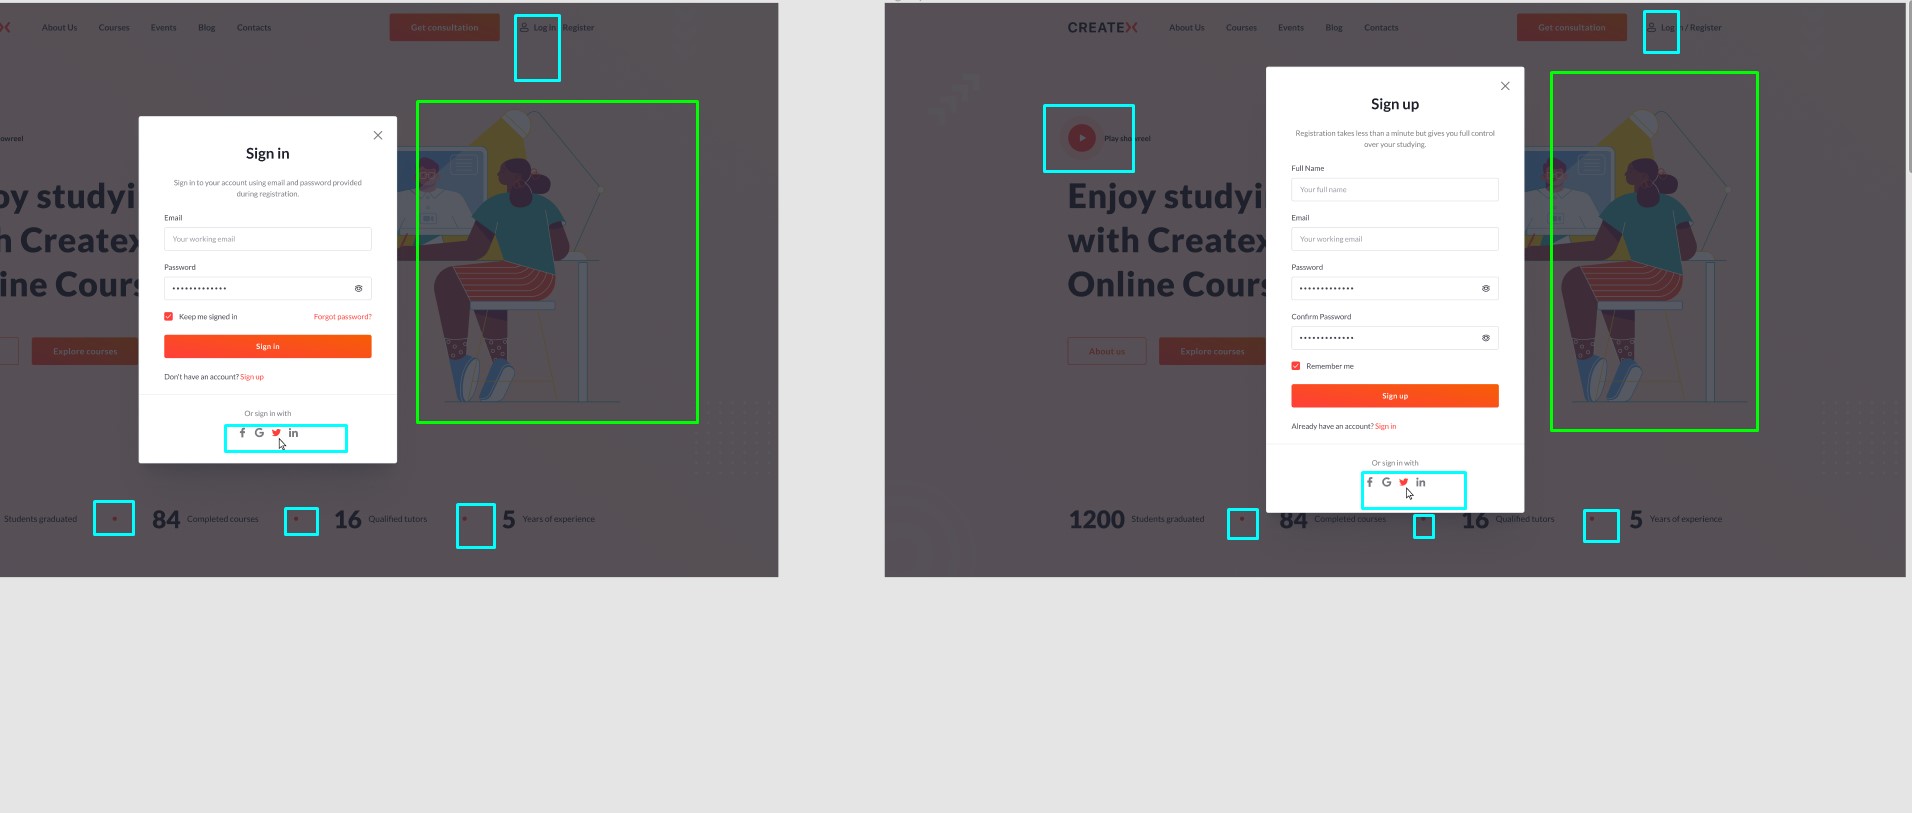 About Us Courses Events Blog Contacts Get consultation Log in / Register
owreel
oy studyi
h Createx
ine Cours
Explore courses
Sign in
Sign in to your account using email and password provided
during registration.
Email
Your working email
Password
•••••••••••••
Keep me signed in Forgot password?
Sign in
Don't have an account? Sign up
Or sign in with
Students graduated 84 Completed courses 16 Qualified tutors 5 Years of experience
CREATEX About Us Courses Events Blog Contacts Get consultation Log in / Register
Play showreel
Enjoy studyi
with Createx
Online Cours
About us Explore courses
Sign up
Registration takes less than a minute but gives you full control
over your studying.
Full Name
Your full name
Email
Your working email
Password
•••••••••••••
Confirm Password
•••••••••••••
Remember me
Sign up
Already have an account? Sign in
Or sign in with
1200 Students graduated 84 Completed courses 16 Qualified tutors 5 Years of experience